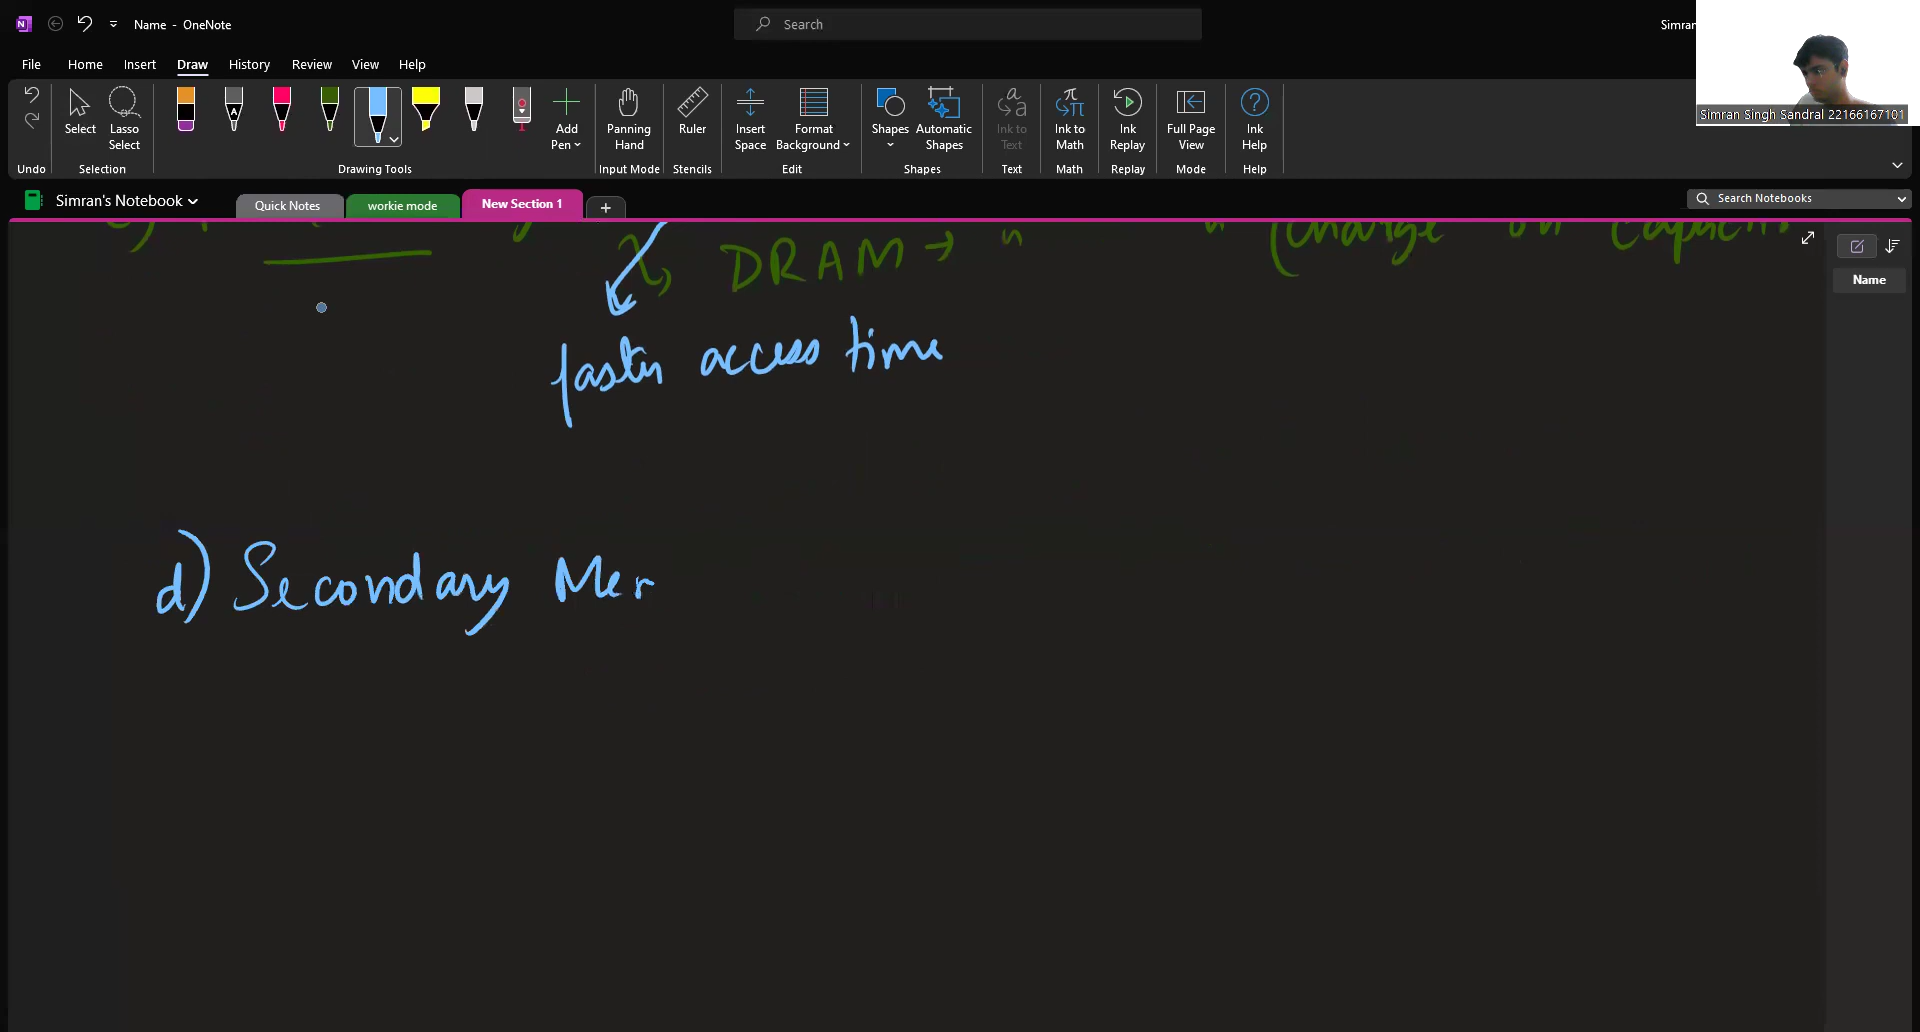 Name - OneNote
Search
Simran
File Home Insert Draw History Review View Help
Select
Lasso Select
Add Pen
Panning Hand
Ruler
Insert Space
Format Background
Shapes
Automatic Shapes
Ink to Text
Ink to Math
Ink Replay
Full Page View
Ink Help
Simran Singh Sandral 22166167101
Undo Selection Drawing Tools Input Mode Stencils Edit Shapes Text Math Replay Mode Help
Simran's Notebook Quick Notes workie mode New Section 1 + Search Notebooks
Name
DRAM → " " (charge on
faster access time
d) Secondary Mer